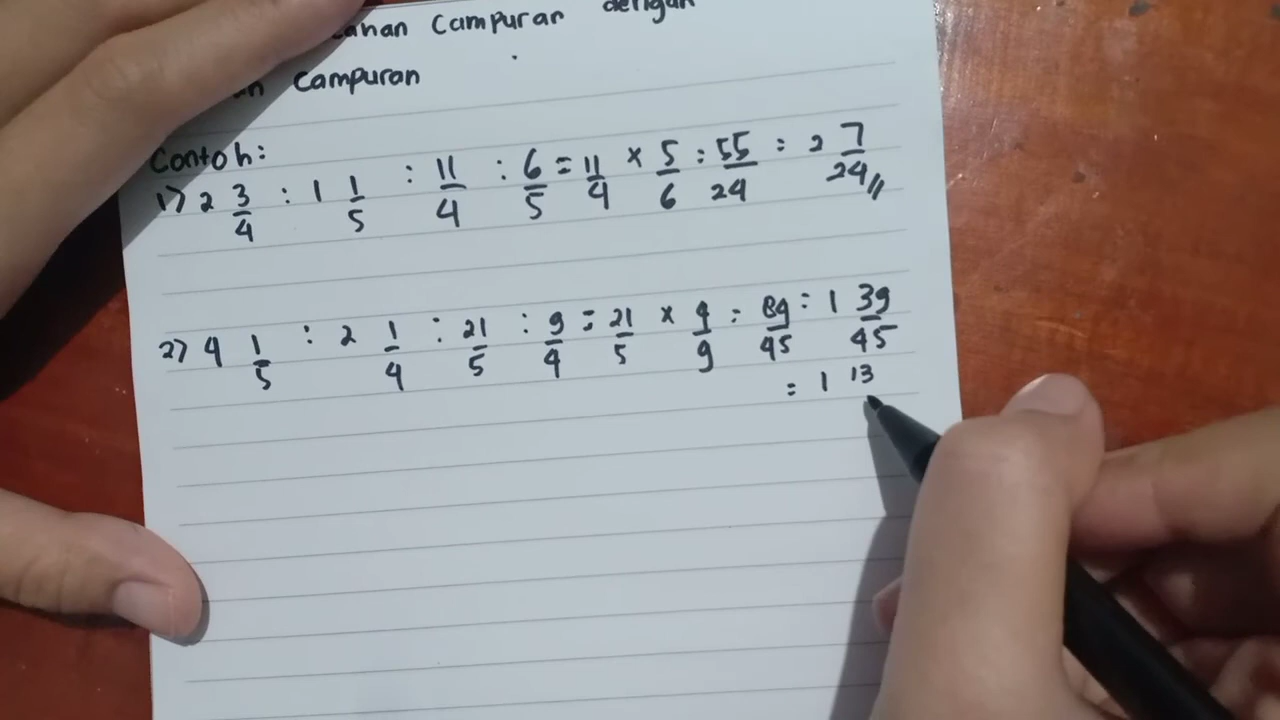 Campuran dengan
Campuran
Contoh:
1) 2 3/4 : 1 1/5 : 11/4 : 6/5 = 11/4 x 5/6 : 55/24 : 2 7/24 //
2) 4 1/5 : 2 1/4 : 21/5 : 9/4 = 21/5 x 4/9 = 84/45 : 1 39/45
= 1 13